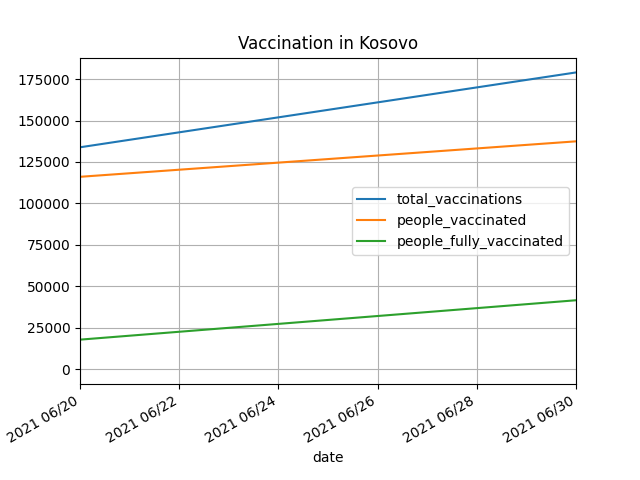 Vaccination in Kosovo
175000
150000
125000
100000
75000
50000
25000
0
total_vaccinations
people_vaccinated
people_fully_vaccinated
2021 06/20
2021 06/22
2021 06/24
2021 06/26
2021 06/28
2021 06/30
date